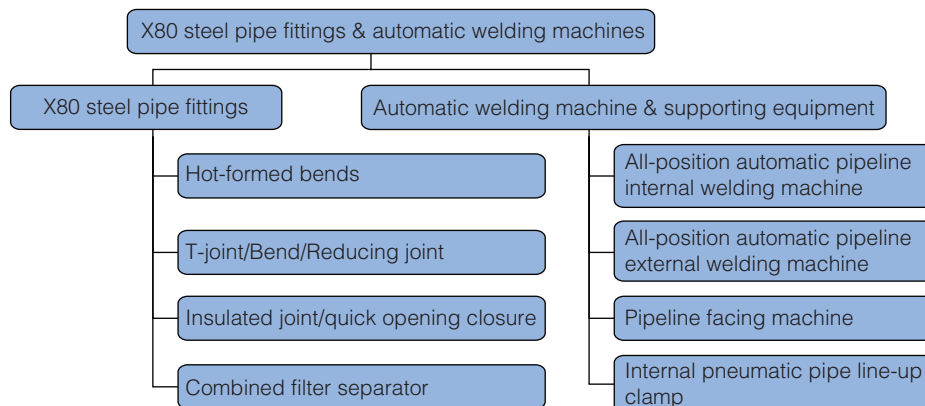 X80 steel pipe fittings & automatic welding machines
X80 steel pipe fittings
Automatic welding machine & supporting equipment
Hot-formed bends
T-joint/Bend/Reducing joint
Insulated joint/quick opening closure
Combined filter separator
All-position automatic pipeline
internal welding machine
All-position automatic pipeline
external welding machine
Pipeline facing machine
Internal pneumatic pipe line-up
clamp